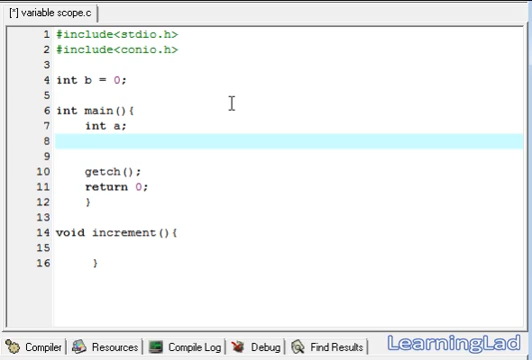 [*] variable scope.c
1 #include<stdio.h>
2 #include<conio.h>
3
4 int b = 0;
5
6 int main(){
7 int a;
8
9
10 getch();
11 return 0;
12 }
13
14 void increment(){
15
16 }
Compiler Resources Compile Log Debug Find Results
LearningLad